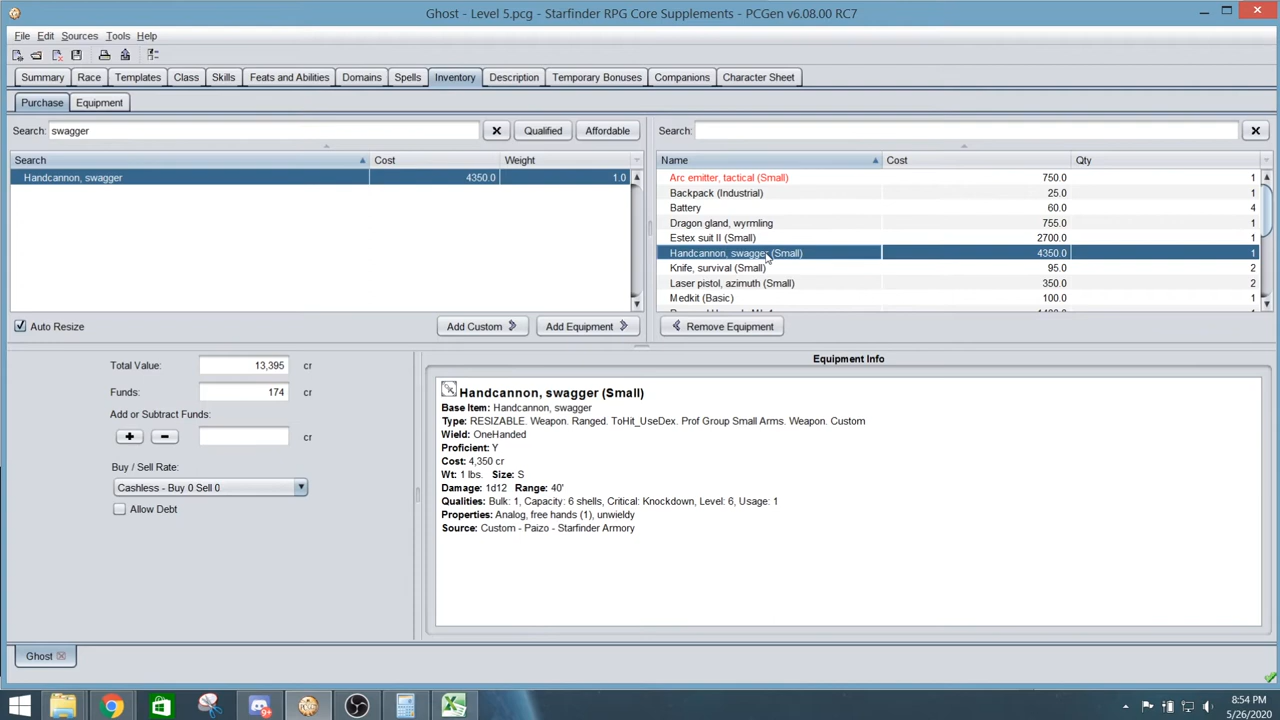 Ghost - Level 5.pcg - Starfinder RPG Core Supplements - PCGen v6.08.00 RC7
File Edit Sources Tools Help
Summary Race Templates Class Skills Feats and Abilities Domains Spells Inventory Description Temporary Bonuses Companions Character Sheet
Purchase Equipment
Search: swagger Qualified Affordable
Search:
Search Cost Weight
Handcannon, swagger 4350.0 1.0
Name Cost Qty
Arc emitter, tactical (Small) 750.0 1
Backpack (Industrial) 25.0 1
Battery 60.0 4
Dragon gland, wyrmling 755.0 1
Estex suit II (Small) 2700.0 1
Handcannon, swagger (Small) 4350.0 1
Knife, survival (Small) 95.0 2
Laser pistol, azimuth (Small) 350.0 2
Medkit (Basic) 100.0 1
Auto Resize Add Custom Add Equipment Remove Equipment
Total Value: 13,395 cr
Funds: 174 cr
Add or Subtract Funds:
cr
Buy / Sell Rate:
Cashless - Buy 0 Sell 0
Allow Debt
Equipment Info
Handcannon, swagger (Small)
Base Item: Handcannon, swagger
Type: RESIZABLE. Weapon. Ranged. ToHit_UseDex. Prof Group Small Arms. Weapon. Custom
Wield: OneHanded
Proficient: Y
Cost: 4,350 cr
Wt: 1 lbs. Size: S
Damage: 1d12 Range: 40'
Qualities: Bulk: 1, Capacity: 6 shells, Critical: Knockdown, Level: 6, Usage: 1
Properties: Analog, free hands (1), unwieldy
Source: Custom - Paizo - Starfinder Armory
Ghost
8:54 PM
5/26/2020